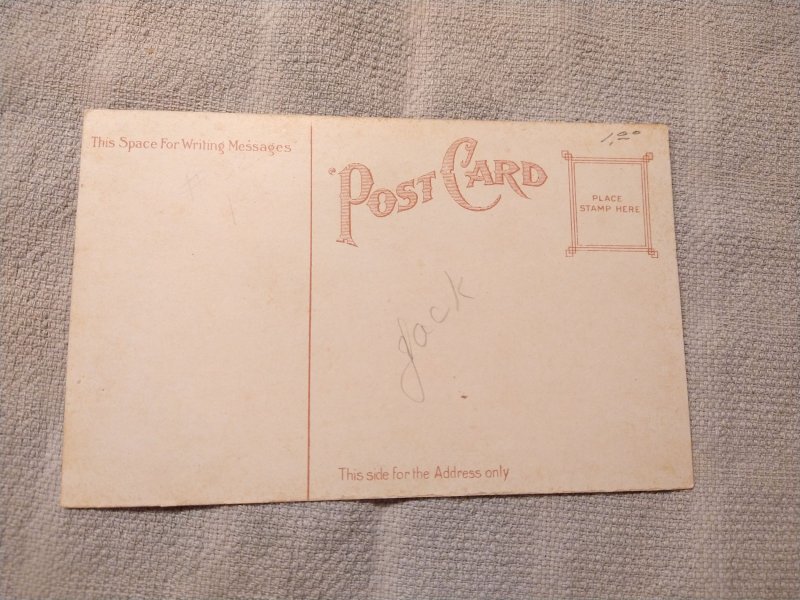 This Space For Writing Messages
POST CARD
1.00
PLACE
STAMP HERE
Jack
This side for the Address only